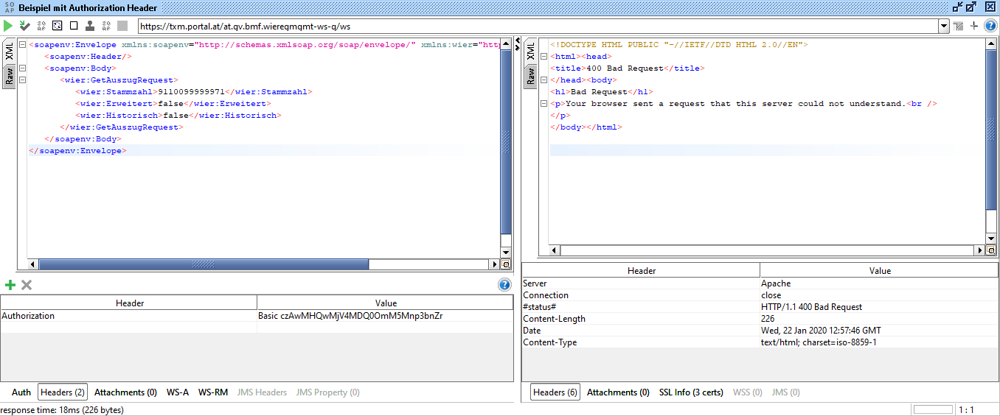 SO AP Beispiel mit Authorization Header
https://txm.portal.at/at.gv.bmf.wiereqmgmt-ws-q/ws
XML
Raw
<soapenv:Envelope xmlns:soapenv="http://schemas.xmlsoap.org/soap/envelope/" xmlns:wier="http
<soapenv:Header/>
<soapenv:Body>
<wier:GetAuszugRequest>
<wier:Stammzahl>9110099999971</wier:Stammzahl>
<wier:Erweitert>false</wier:Erweitert>
<wier:Historisch>false</wier:Historisch>
</wier:GetAuszugRequest>
</soapenv:Body>
</soapenv:Envelope>
XML
Raw
<!DOCTYPE HTML PUBLIC "-//IETF//DTD HTML 2.0//EN">
<html><head>
<title>400 Bad Request</title>
</head><body>
<h1>Bad Request</h1>
<p>Your browser sent a request that this server could not understand.<br />
</p>
</body></html>
Header Value
Authorization Basic czAwMHQwMjV4MDQ0OmM5Mnp3bnZr
Auth Headers (2) Attachments (0) WS-A WS-RM JMS Headers JMS Property (0)
Header Value
Server Apache
Connection close
#status# HTTP/1.1 400 Bad Request
Content-Length 226
Date Wed, 22 Jan 2020 12:57:46 GMT
Content-Type text/html; charset=iso-8859-1
Headers (6) Attachments (0) SSL Info (3 certs) WSS (0) JMS (0)
response time: 18ms (226 bytes)
1 : 1